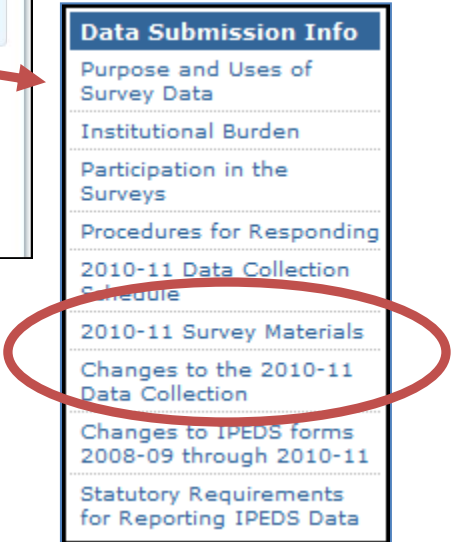 Data Submission Info
Purpose and Uses of
Survey Data
Institutional Burden
Participation in the
Surveys
Procedures for Responding
2010-11 Data Collection
Schedule
2010-11 Survey Materials
Changes to the 2010-11
Data Collection
Changes to IPEDS forms
2008-09 through 2010-11
Statutory Requirements
for Reporting IPEDS Data